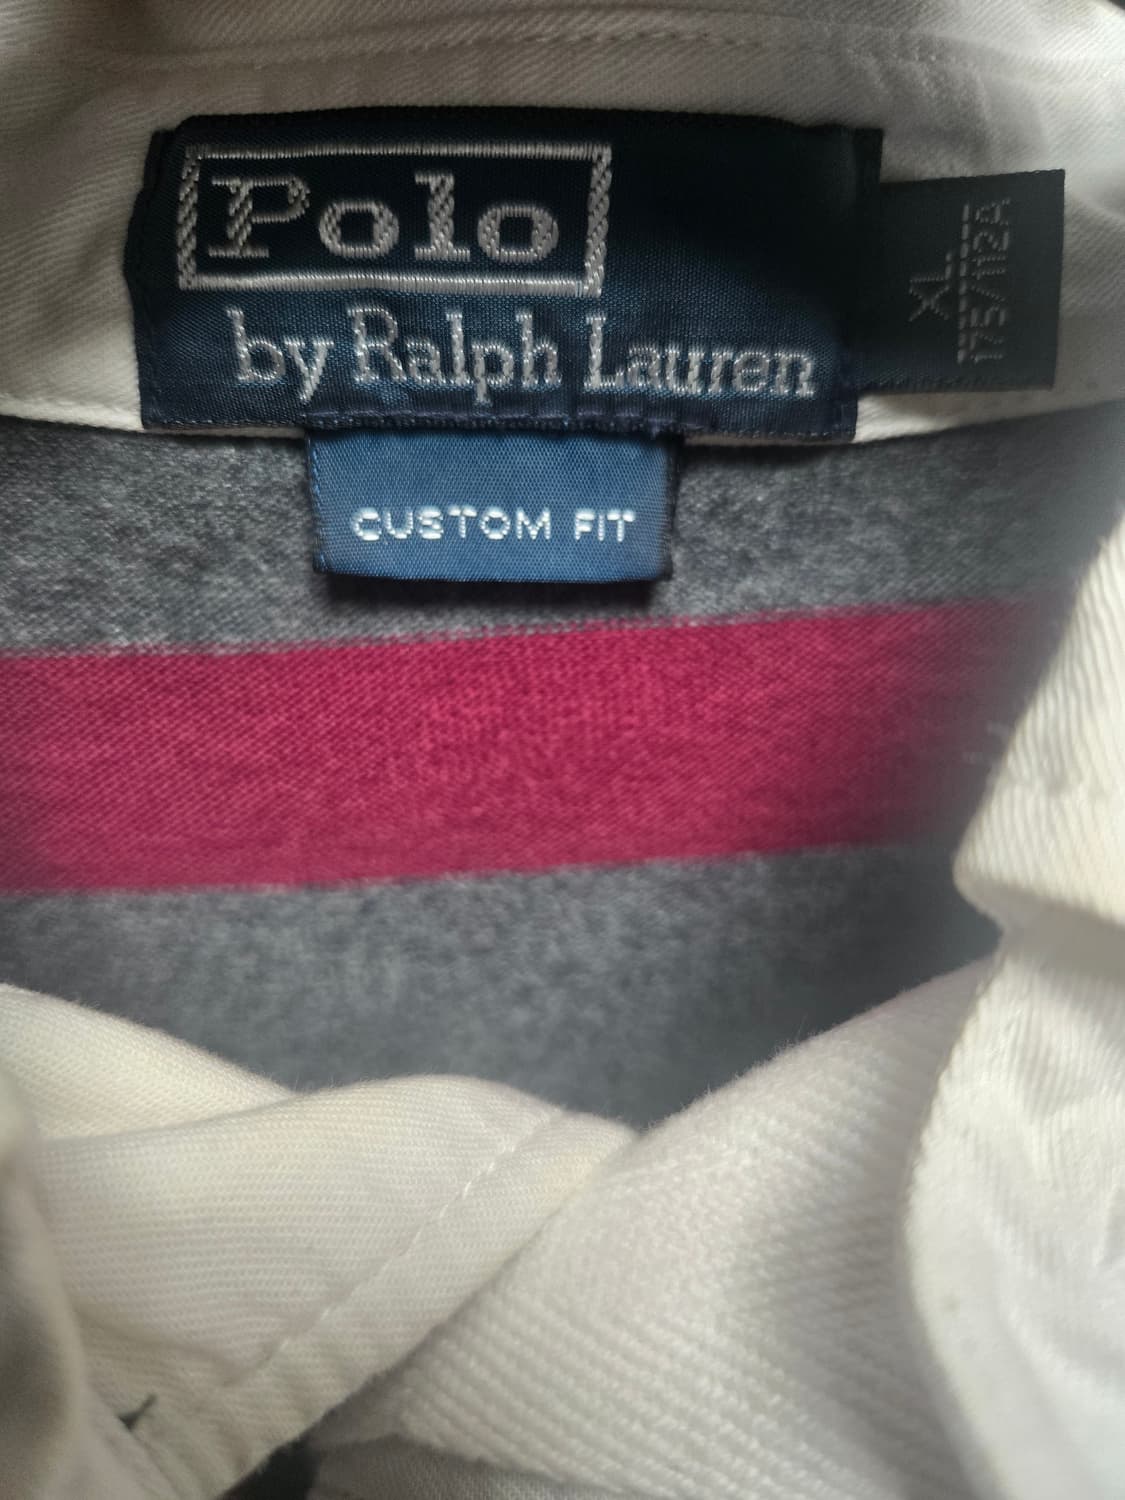 Polo
by Ralph Lauren
XL
175/112A
CUSTOM FIT